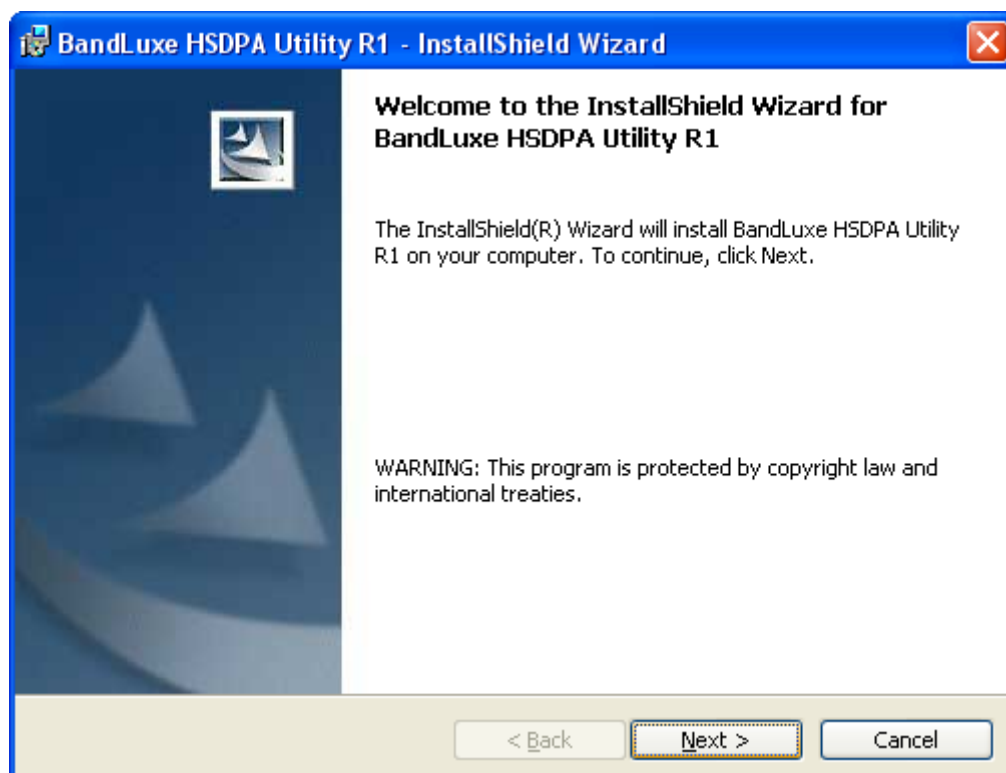 BandLuxe HSDPA Utility R1 - InstallShield Wizard
Welcome to the InstallShield Wizard for
BandLuxe HSDPA Utility R1
The InstallShield(R) Wizard will install BandLuxe HSDPA Utility
R1 on your computer. To continue, click Next.
WARNING: This program is protected by copyright law and
international treaties.
< Back
Next >
Cancel